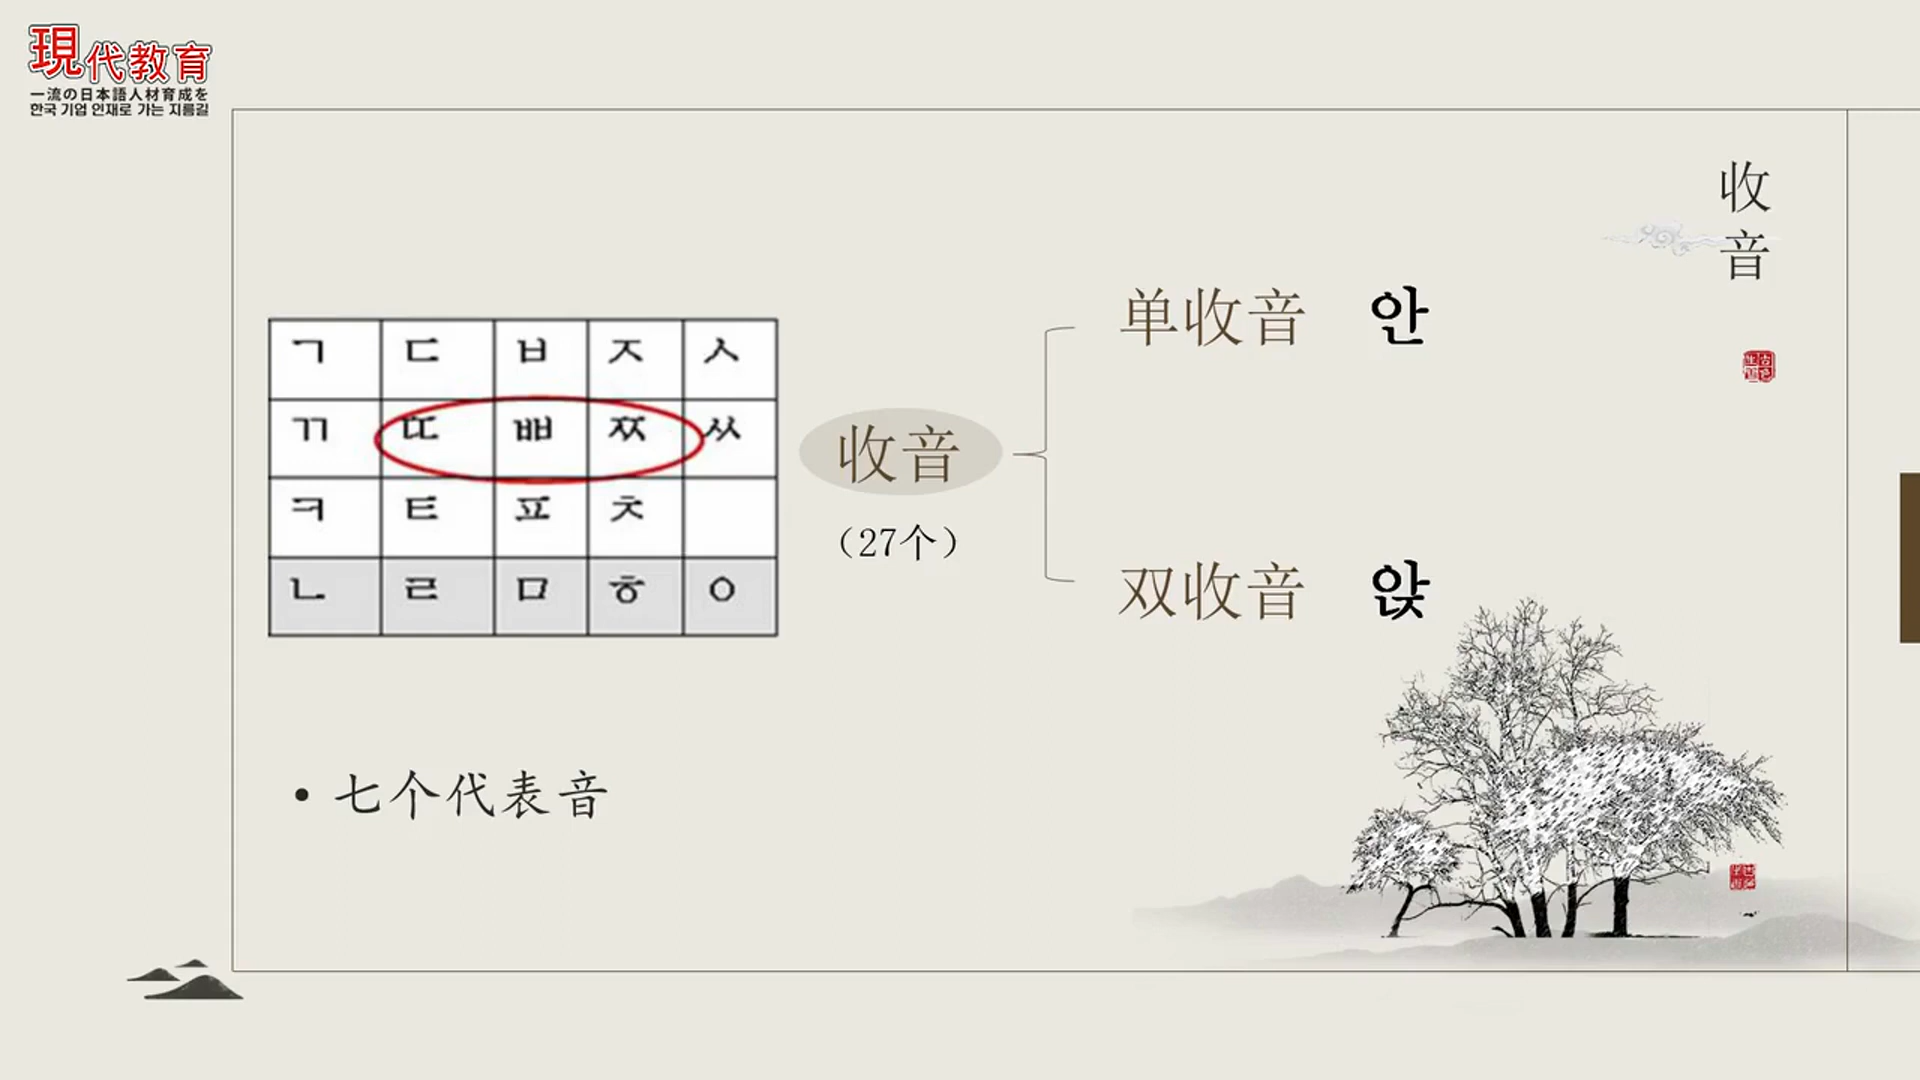 現代教育
一流の日本語人材育成を
한국 기업 인재로 가는 지름길
收音
ㄱ ㄷ ㅂ ㅈ ㅅ
ㄲ ㄸ ㅃ ㅉ ㅆ
ㅋ ㅌ ㅍ ㅊ
ㄴ ㄹ ㅁ ㅎ ㅇ
收音
（27个）
单收音 안
双收音 앉
• 七个代表音